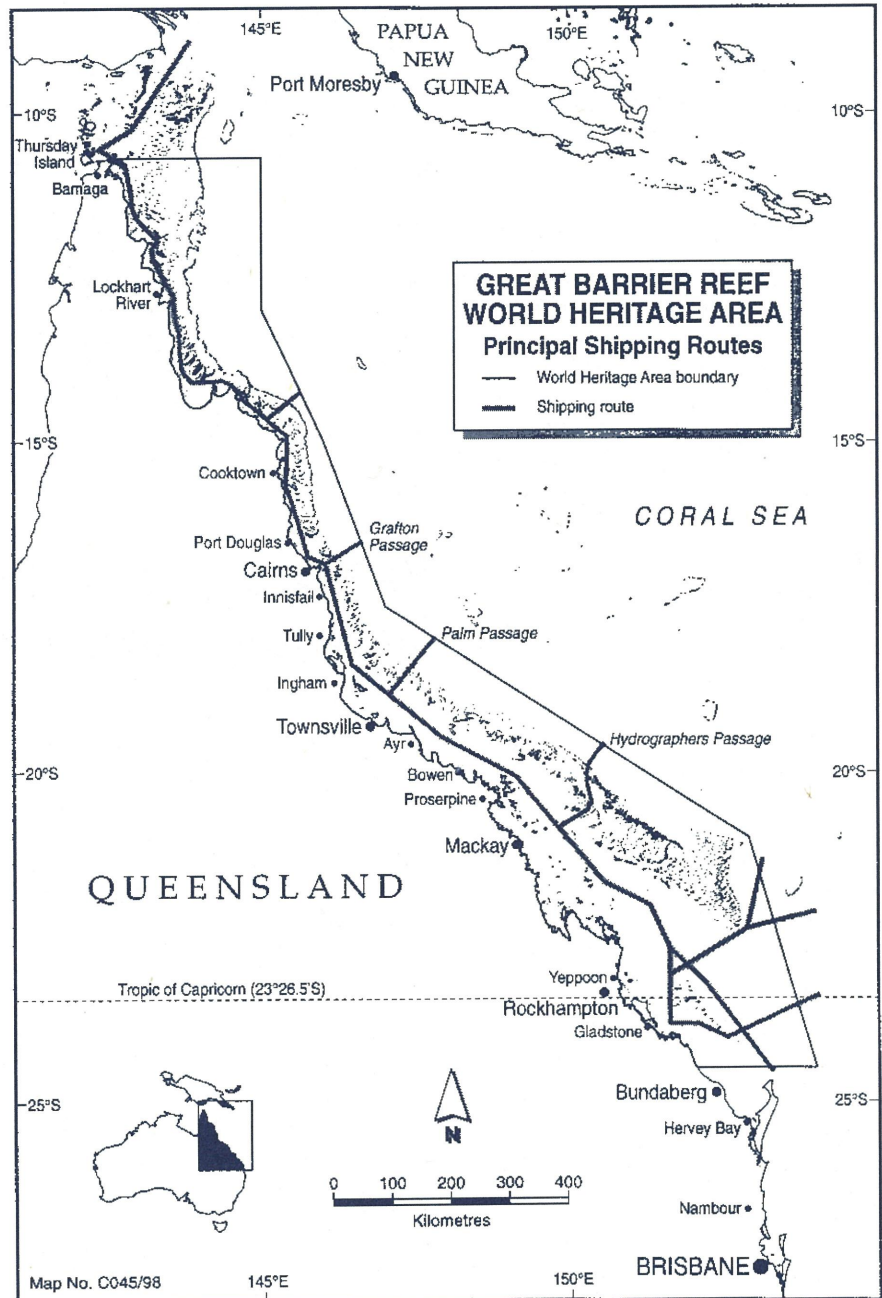 145°E
150°E
PAPUA
NEW
GUINEA
Port Moresby
10°S
10°S
Thursday
Island
Bamaga
Lockhart
River
GREAT BARRIER REEF
WORLD HERITAGE AREA
Principal Shipping Routes
World Heritage Area boundary
Shipping route
15°S
15°S
Cooktown
CORAL SEA
Grafton
Passage
Port Douglas
Cairns
Innisfail
Tully
Palm Passage
Ingham
Townsville
Ayr
Hydrographers Passage
20°S
20°S
Bowen
Proserpine
Mackay
QUEENSLAND
Yeppoon
Tropic of Capricorn (23°26.5'S)
Rockhampton
Gladstone
Bundaberg
25°S
25°S
Hervey Bay
N
0 100 200 300 400
Kilometres
Nambour
BRISBANE
Map No. C045/98
145°E
150°E